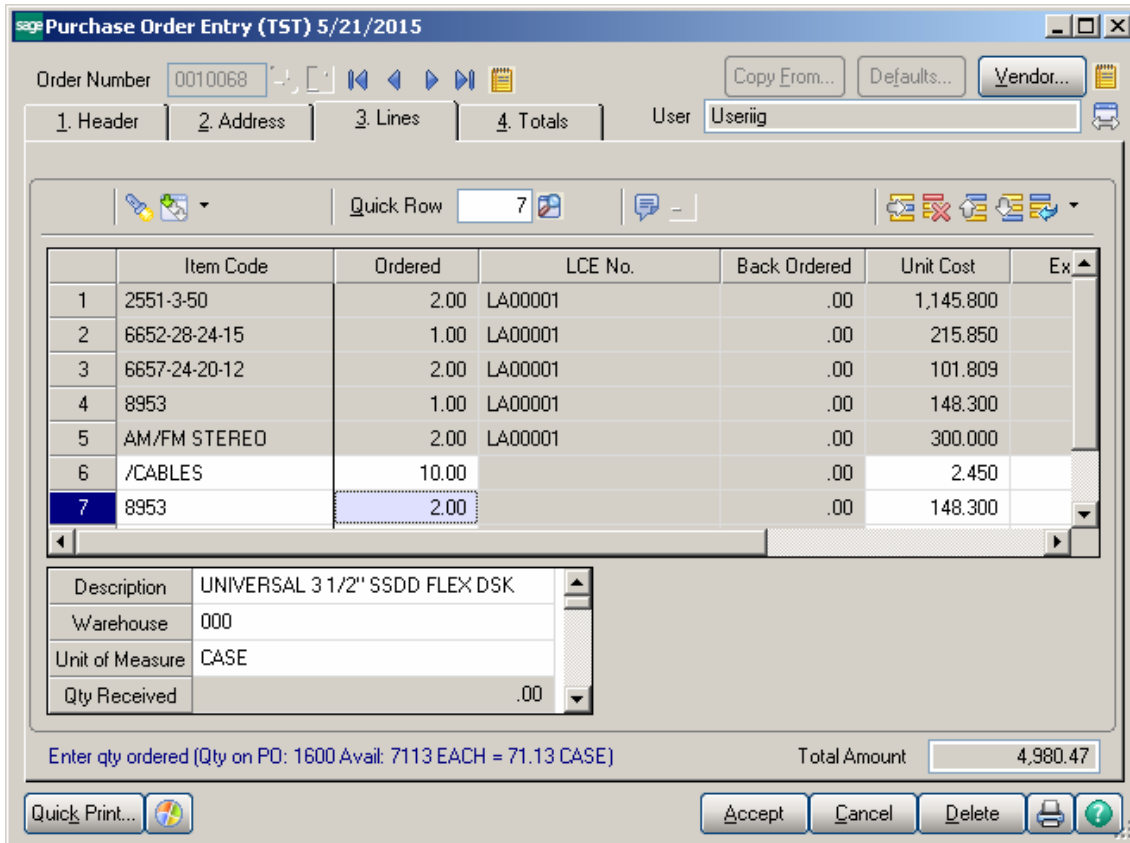 sage Purchase Order Entry (TST) 5/21/2015
Order Number 0010068 Copy From... Defaults... Vendor...
1. Header 2. Address 3. Lines 4. Totals User Useriig
Quick Row 7
Item Code Ordered LCE No. Back Ordered Unit Cost Ex
1 2551-3-50 2.00 LA00001 .00 1,145.800
2 6652-28-24-15 1.00 LA00001 .00 215.850
3 6657-24-20-12 2.00 LA00001 .00 101.809
4 8953 1.00 LA00001 .00 148.300
5 AM/FM STEREO 2.00 LA00001 .00 300.000
6 /CABLES 10.00 .00 2.450
7 8953 2.00 .00 148.300
Description UNIVERSAL 3 1/2" SSDD FLEX DSK
Warehouse 000
Unit of Measure CASE
Qty Received .00
Enter qty ordered (Qty on PO: 1600 Avail: 7113 EACH = 71.13 CASE) Total Amount 4,980.47
Quick Print... Accept Cancel Delete